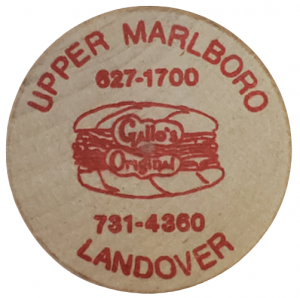 UPPER MARLBORO
627-1700
Gallo's
Original
731-4360
LANDOVER